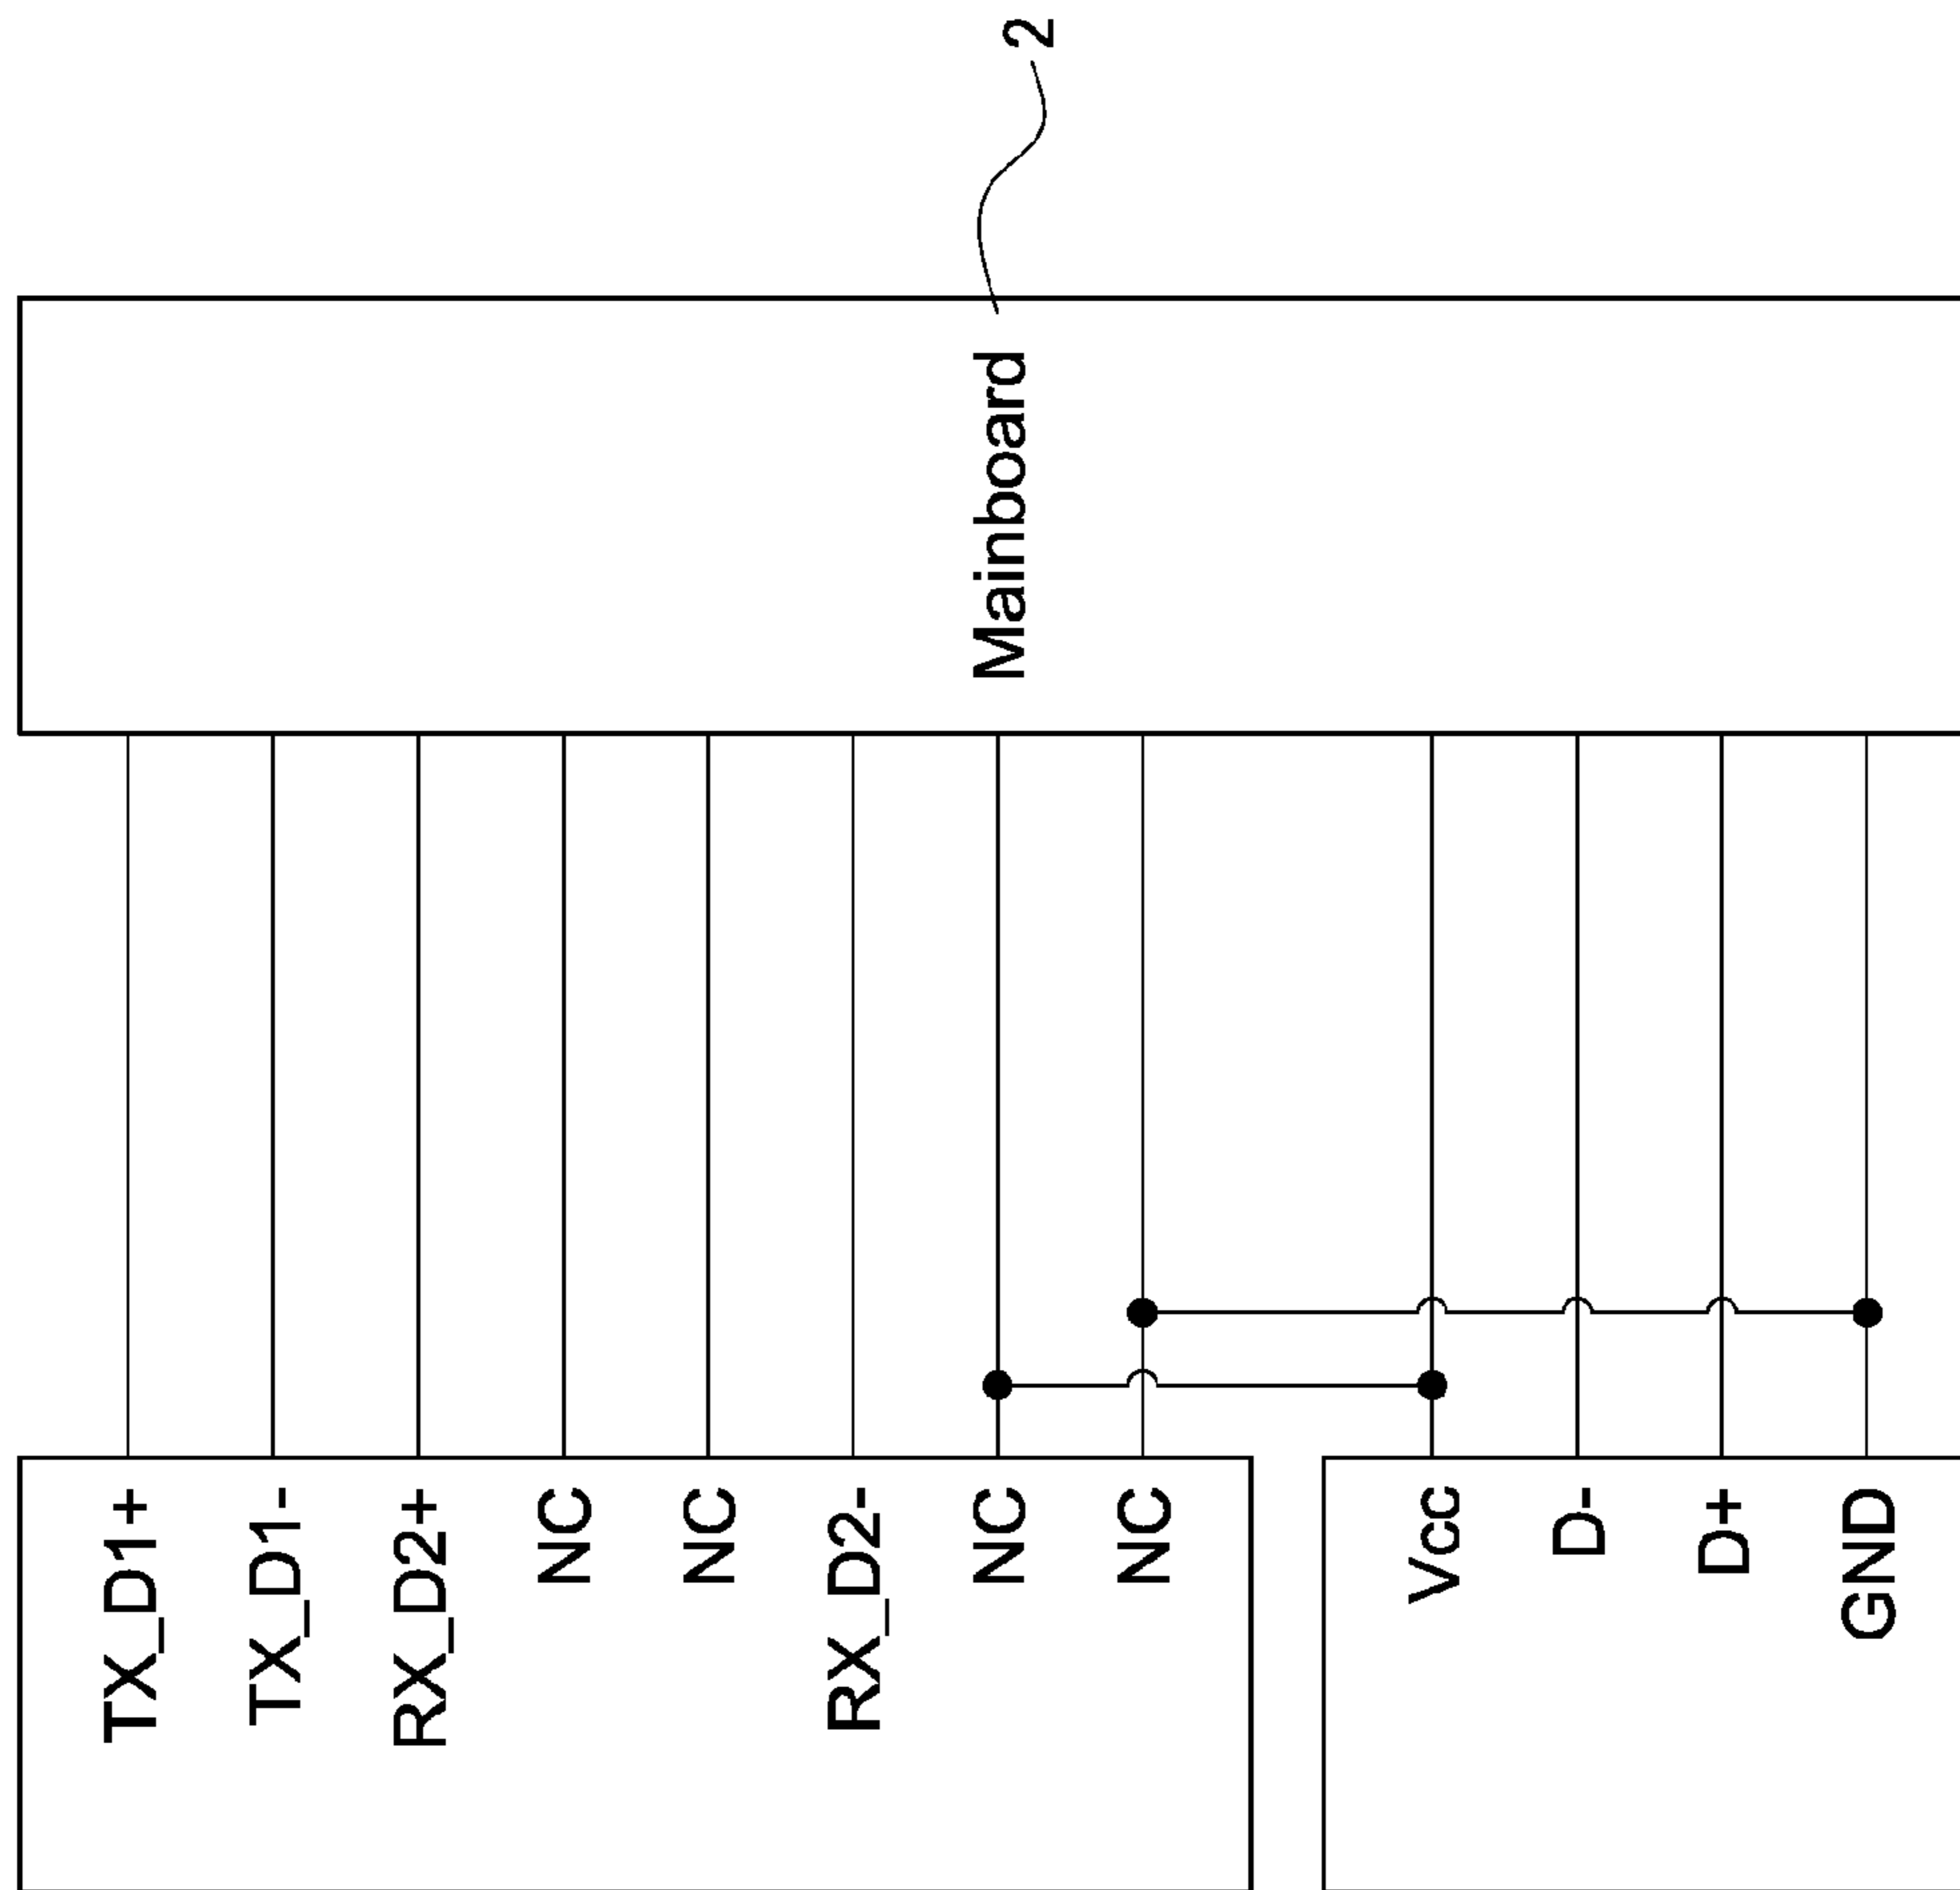 2
Mainboard
TX_D1+
TX_D1-
RX_D2+
NC
NC
RX_D2-
NC
NC
Vcc
D-
D+
GND